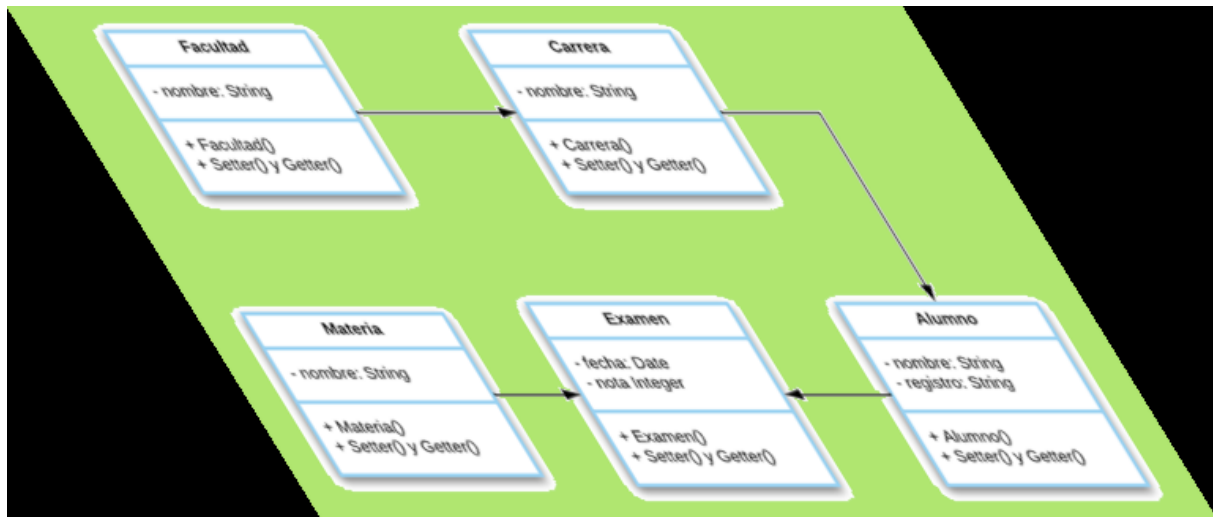 Facultad
- nombre: String
+ Facultad()
+ Setter() y Getter()
Carrera
- nombre: String
+ Carrera()
+ Setter() y Getter()
Materia
- nombre: String
+ Materia()
+ Setter() y Getter()
Examen
- fecha: Date
- nota Integer
+ Examen()
+ Setter() y Getter()
Alumno
- nombre: String
- registro: String
+ Alumno()
+ Setter() y Getter()